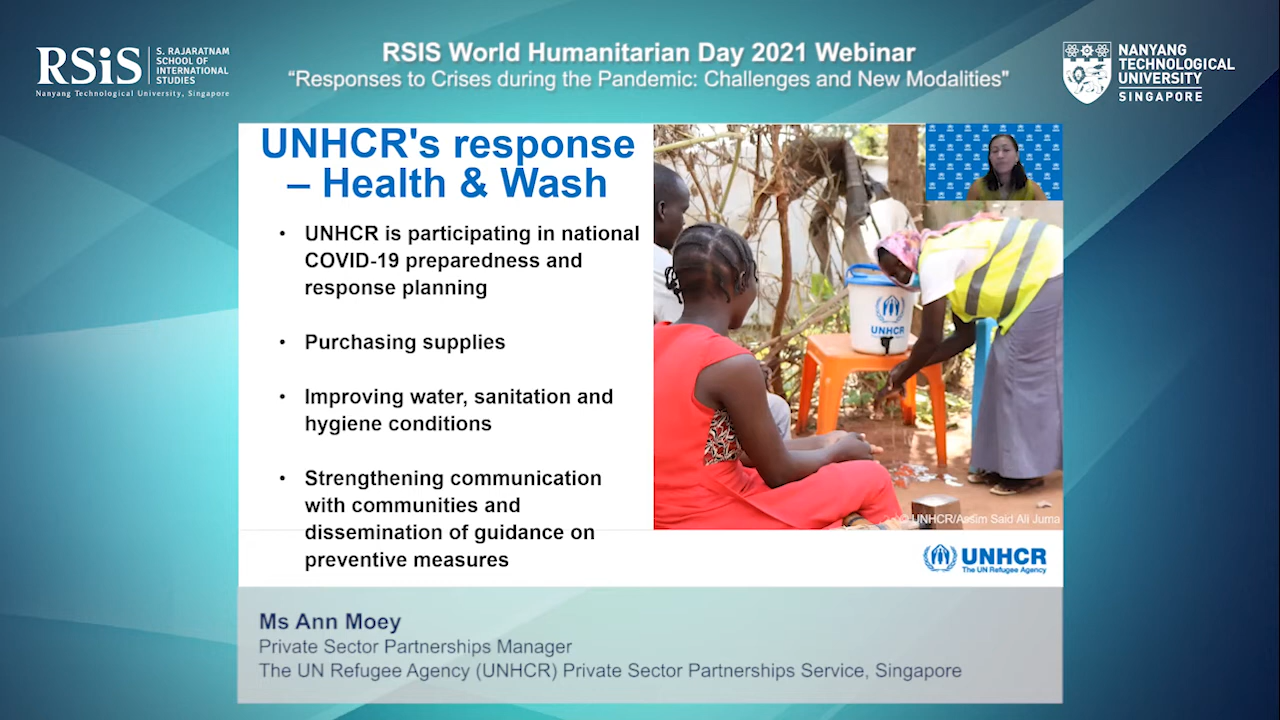 RSiS
S. RAJARATNAM
SCHOOL OF
INTERNATIONAL
STUDIES
Nanyang Technological University, Singapore
RSIS World Humanitarian Day 2021 Webinar
“Responses to Crises during the Pandemic: Challenges and New Modalities"
NANYANG
TECHNOLOGICAL
UNIVERSITY
SINGAPORE
UNHCR's response
– Health & Wash
• UNHCR is participating in national
COVID-19 preparedness and
response planning
• Purchasing supplies
• Improving water, sanitation and
hygiene conditions
• Strengthening communication
with communities and
dissemination of guidance on
preventive measures
UNHCR
UNHCR/Assim Said Ali Juma
UNHCR
The UN Refugee Agency
Ms Ann Moey
Private Sector Partnerships Manager
The UN Refugee Agency (UNHCR) Private Sector Partnerships Service, Singapore